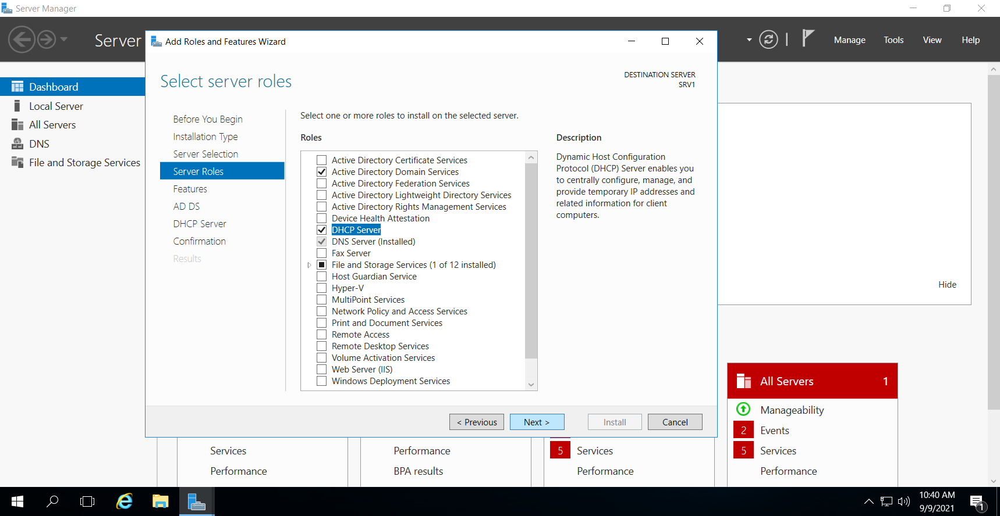 Server Manager
Server
Manage
Tools
View
Help
Dashboard
Local Server
All Servers
DNS
File and Storage Services
Add Roles and Features Wizard
Select server roles
DESTINATION SERVER
SRV1
Before You Begin
Installation Type
Server Selection
Server Roles
Features
AD DS
DHCP Server
Confirmation
Results
Select one or more roles to install on the selected server.
Roles
Active Directory Certificate Services
Active Directory Domain Services
Active Directory Federation Services
Active Directory Lightweight Directory Services
Active Directory Rights Management Services
Device Health Attestation
DHCP Server
DNS Server (Installed)
Fax Server
File and Storage Services (1 of 12 installed)
Host Guardian Service
Hyper-V
MultiPoint Services
Network Policy and Access Services
Print and Document Services
Remote Access
Remote Desktop Services
Volume Activation Services
Web Server (IIS)
Windows Deployment Services
Description
Dynamic Host Configuration
Protocol (DHCP) Server enables you
to centrally configure, manage, and
provide temporary IP addresses and
related information for client
computers.
< Previous
Next >
Install
Cancel
Hide
Services
Performance
Performance
BPA results
5 Services
Performance
All Servers 1
Manageability
2 Events
5 Services
Performance
10:40 AM
9/9/2021
1